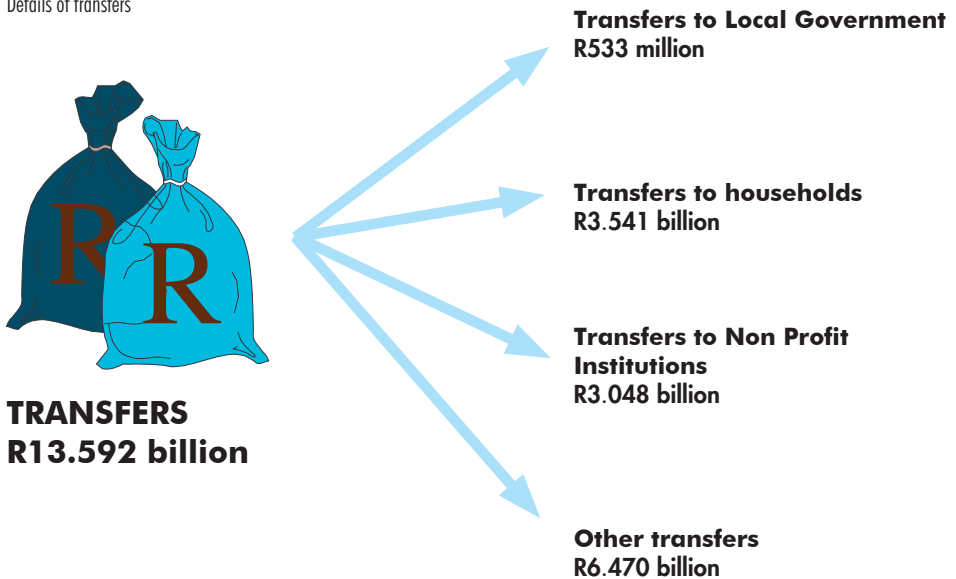 Details of transfers
Transfers to Local Government
R533 million
Transfers to households
R3.541 billion
R R
Transfers to Non Profit
Institutions
R3.048 billion
TRANSFERS
R13.592 billion
Other transfers
R6.470 billion